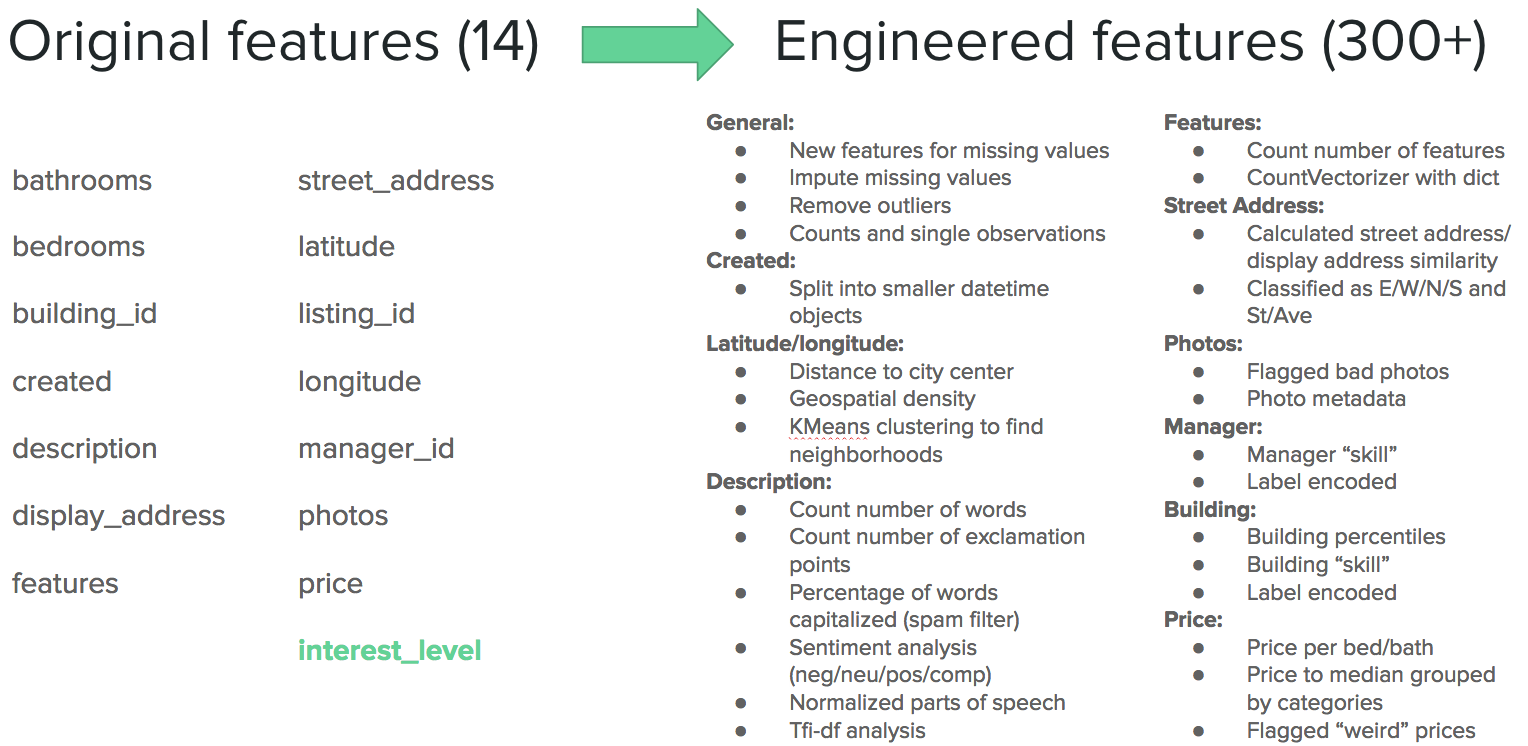 Original features (14)
Engineered features (300+)
bathrooms
bedrooms
building_id
created
description
display_address
features
street_address
latitude
listing_id
longitude
manager_id
photos
price
interest_level
General:
● New features for missing values
● Impute missing values
● Remove outliers
● Counts and single observations
Created:
● Split into smaller datetime
objects
Latitude/longitude:
● Distance to city center
● Geospatial density
● KMeans clustering to find
neighborhoods
Description:
● Count number of words
● Count number of exclamation
points
● Percentage of words
capitalized (spam filter)
● Sentiment analysis
(neg/neu/pos/comp)
● Normalized parts of speech
● Tfi-df analysis
Features:
● Count number of features
● CountVectorizer with dict
Street Address:
● Calculated street address/
display address similarity
● Classified as E/W/N/S and
St/Ave
Photos:
● Flagged bad photos
● Photo metadata
Manager:
● Manager “skill”
● Label encoded
Building:
● Building percentiles
● Building “skill”
● Label encoded
Price:
● Price per bed/bath
● Price to median grouped
by categories
● Flagged “weird” prices